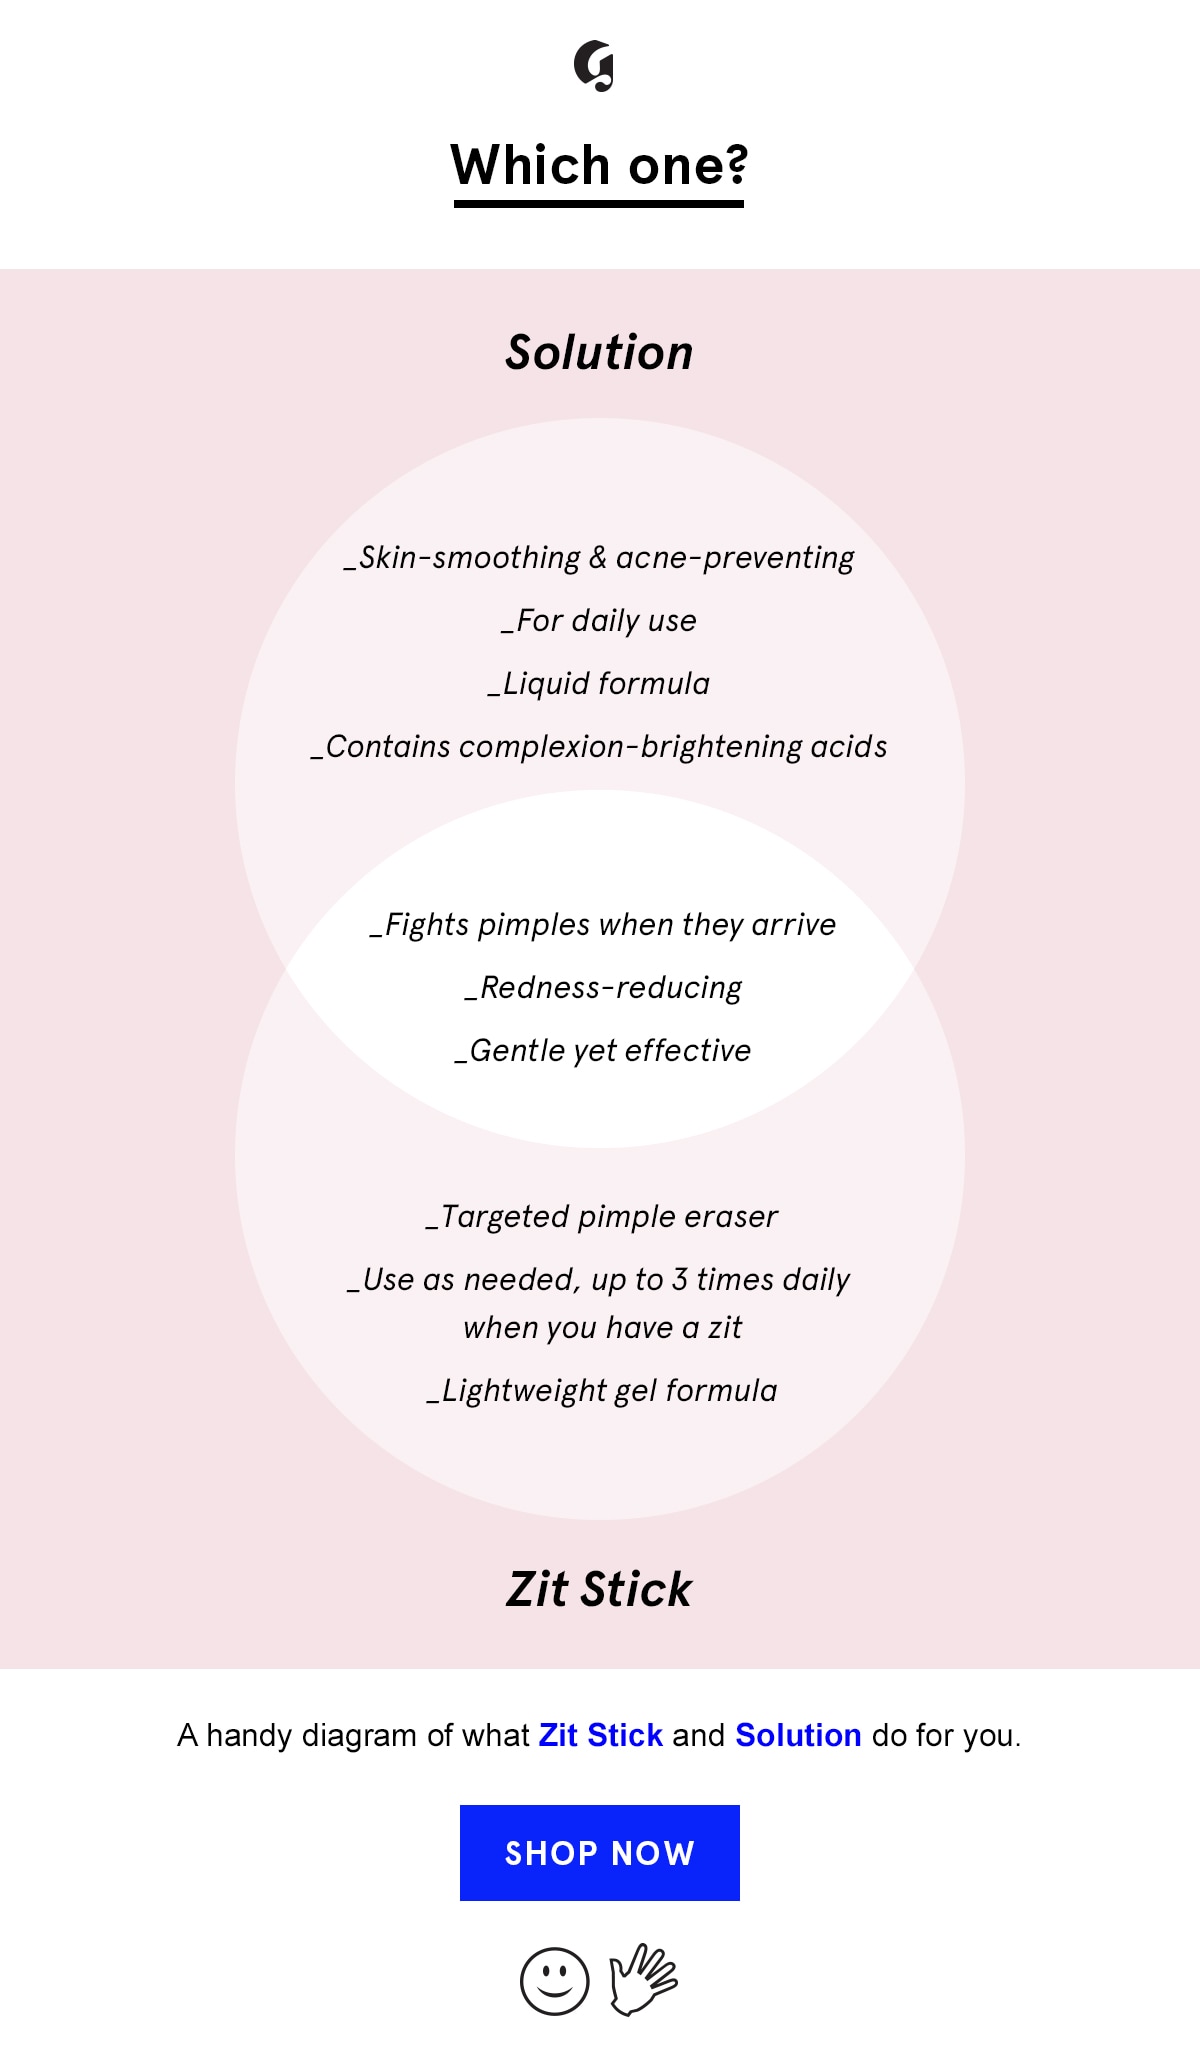 G
Which one?
Solution
_Skin-smoothing & acne-preventing
_For daily use
_Liquid formula
_Contains complexion-brightening acids
_Fights pimples when they arrive
_Redness-reducing
_Gentle yet effective
_Targeted pimple eraser
_Use as needed, up to 3 times daily
when you have a zit
_Lightweight gel formula
Zit Stick
A handy diagram of what Zit Stick and Solution do for you.
SHOP NOW